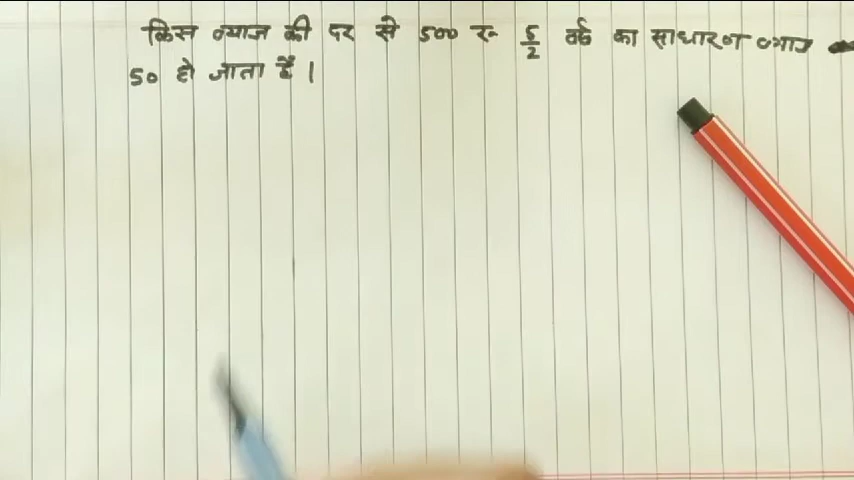 किस ब्याज की दर से 500 रु 5/2 वर्ष का साधारण ब्याज
50 हो जाता है ।